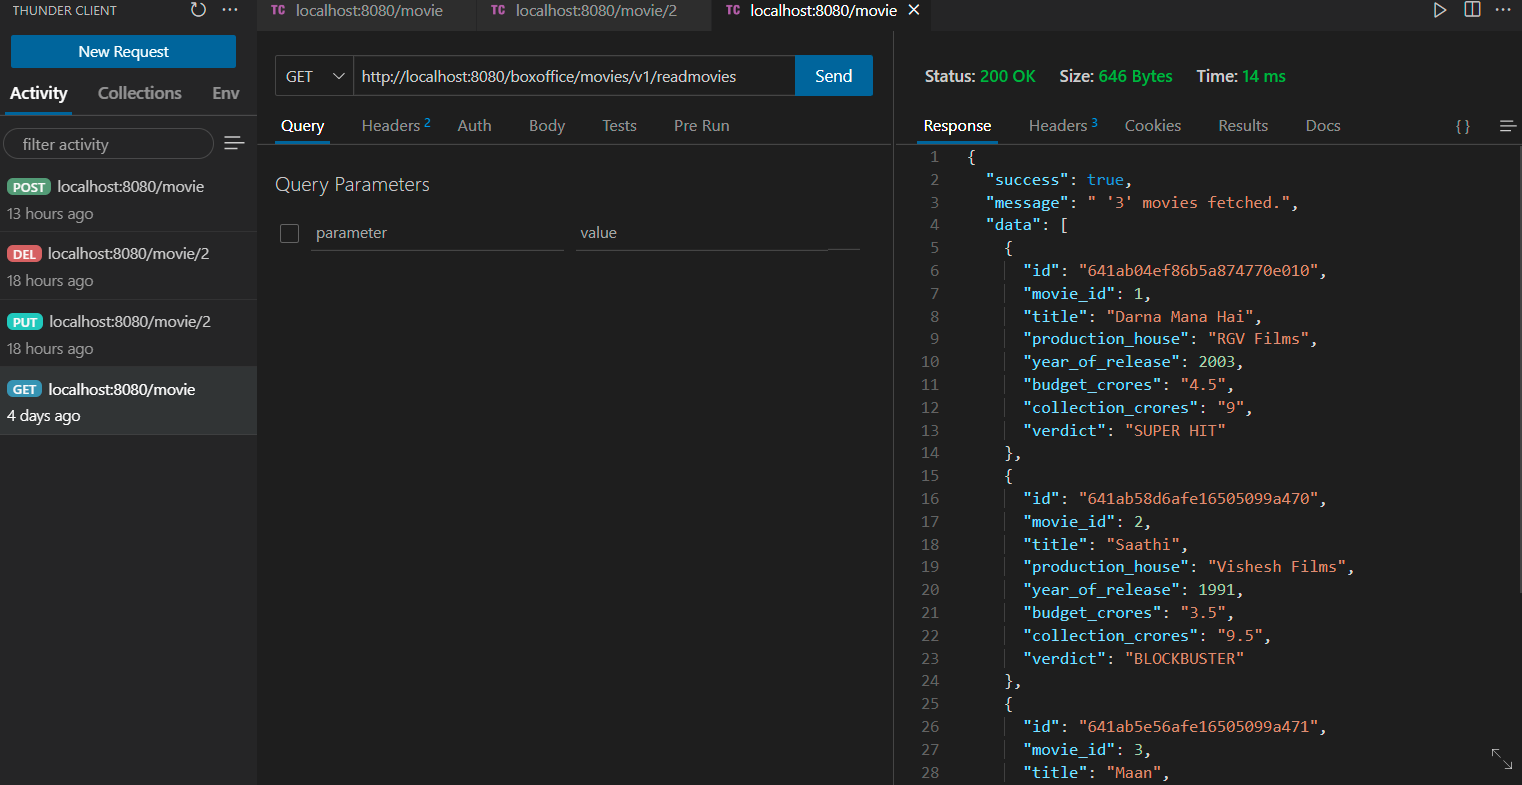 THUNDER CLIENT
New Request
Activity Collections Env
filter activity
POST localhost:8080/movie
13 hours ago
DEL localhost:8080/movie/2
18 hours ago
PUT localhost:8080/movie/2
18 hours ago
GET localhost:8080/movie
4 days ago
TC localhost:8080/movie
TC localhost:8080/movie/2
TC localhost:8080/movie
GET http://localhost:8080/boxoffice/movies/v1/readmovies Send
Query Headers 2 Auth Body Tests Pre Run
Query Parameters
parameter value
Status: 200 OK Size: 646 Bytes Time: 14 ms
Response Headers 3 Cookies Results Docs { }
1 {
2 "success": true,
3 "message": " '3' movies fetched.",
4 "data": [
5 {
6 "id": "641ab04ef86b5a874770e010",
7 "movie_id": 1,
8 "title": "Darna Mana Hai",
9 "production_house": "RGV Films",
10 "year_of_release": 2003,
11 "budget_crores": "4.5",
12 "collection_crores": "9",
13 "verdict": "SUPER HIT"
14 },
15 {
16 "id": "641ab58d6afe16505099a470",
17 "movie_id": 2,
18 "title": "Saathi",
19 "production_house": "Vishesh Films",
20 "year_of_release": 1991,
21 "budget_crores": "3.5",
22 "collection_crores": "9.5",
23 "verdict": "BLOCKBUSTER"
24 },
25 {
26 "id": "641ab5e56afe16505099a471",
27 "movie_id": 3,
28 "title": "Maan",